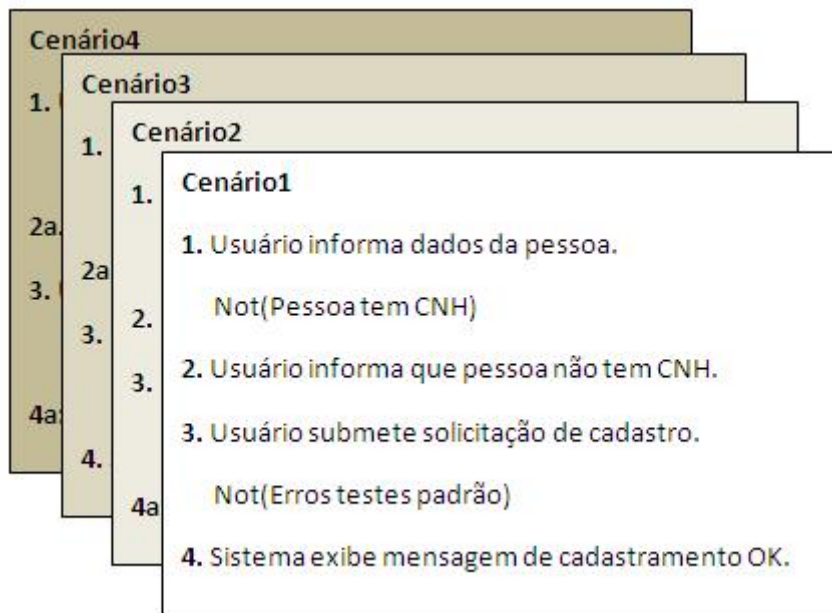 Cenário4
1.
2a.
3.
4a:
Cenário3
1.
2a
3.
4.
Cenário2
1.
2.
3.
4a
Cenário1
1. Usuário informa dados da pessoa.
Not(Pessoa tem CNH)
2. Usuário informa que pessoa não tem CNH.
3. Usuário submete solicitação de cadastro.
Not(Erros testes padrão)
4. Sistema exibe mensagem de cadastramento OK.